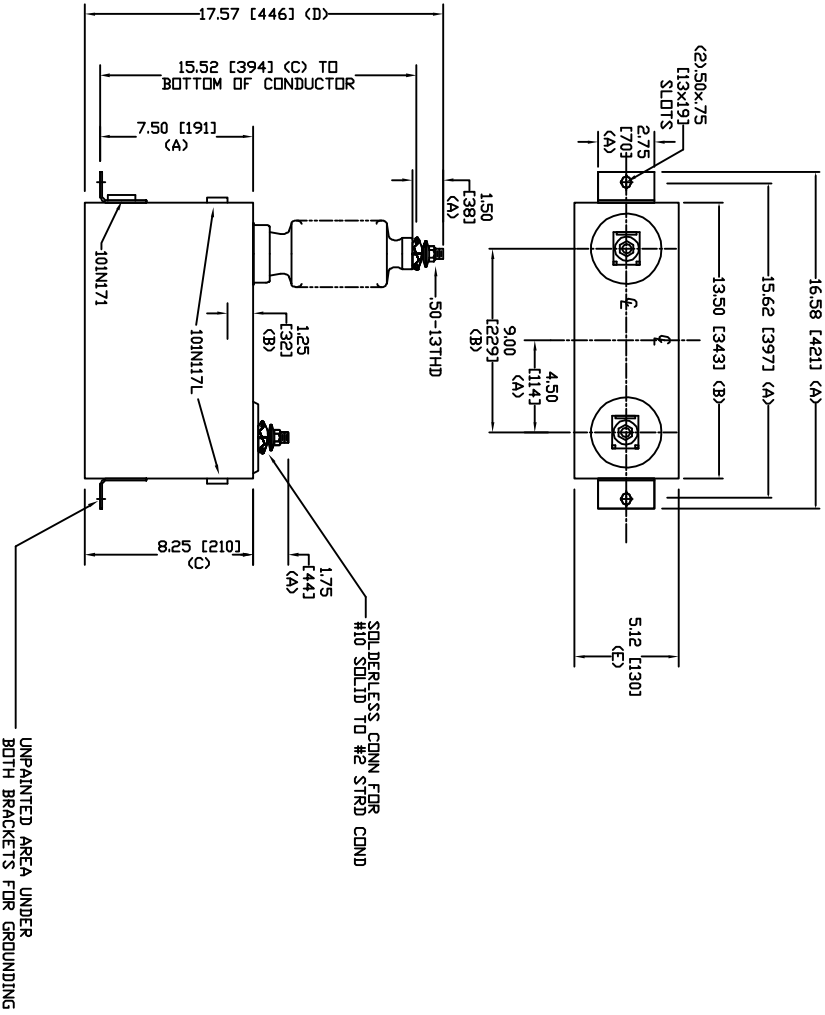 17.57 [446] (D)
15.52 [394] (C) TO
BOTTOM OF CONDUCTOR
7.50 [191]
(A)
1.50
[38]
(A)
101N171
101N117L
1.25
[32]
(B)
.50-13THD
8.25 [210]
(C)
1.75
[44]
(A)
SOLDERLESS CONN FOR
#10 SOLID TO #2 STRD COND
UNPAINTED AREA UNDER
BOTH BRACKETS FOR GROUNDING
(2).50x.75
[13x19]
SLOTS
2.75
[70]
(A)
16.58 [421] (A)
15.62 [397] (A)
13.50 [343] (B)
CL
CL
9.00
[229]
(B)
4.50
[114]
(A)
5.12 [130]
(E)